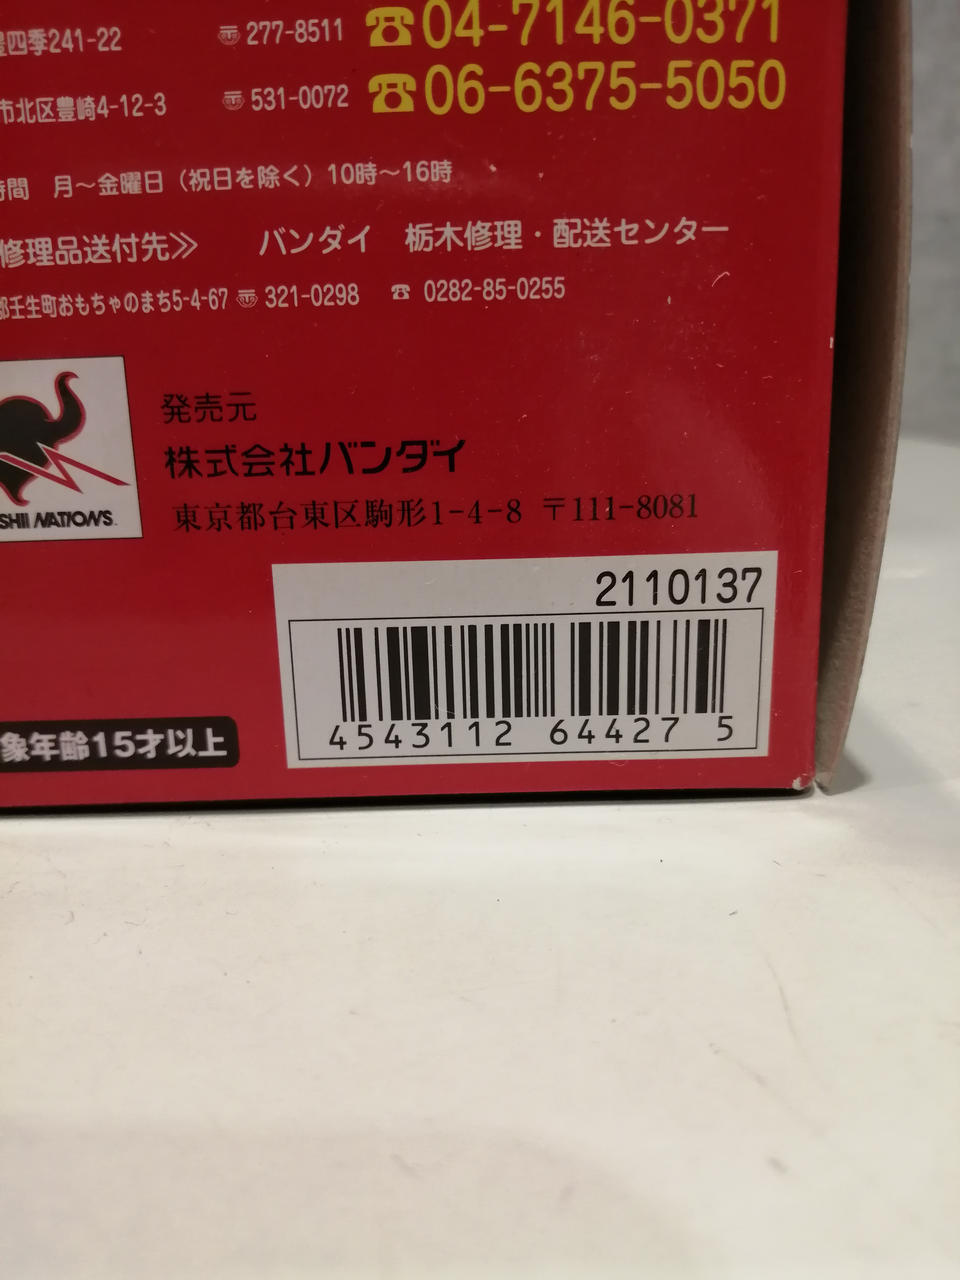 豊四季241-22 277-8511 ☎04-7146-0371
市北区豊崎4-12-3 531-0072 ☎06-6375-5050
時間 月～金曜日（祝日を除く）10時～16時
修理品送付先≫ バンダイ 栃木修理・配送センター
郡壬生町おもちゃのまち5-4-67 321-0298 ☎ 0282-85-0255
発売元
株式会社バンダイ
SHII NATIONS
東京都台東区駒形1-4-8 〒111-8081
2110137
4543112 64427 5
象年齢15才以上